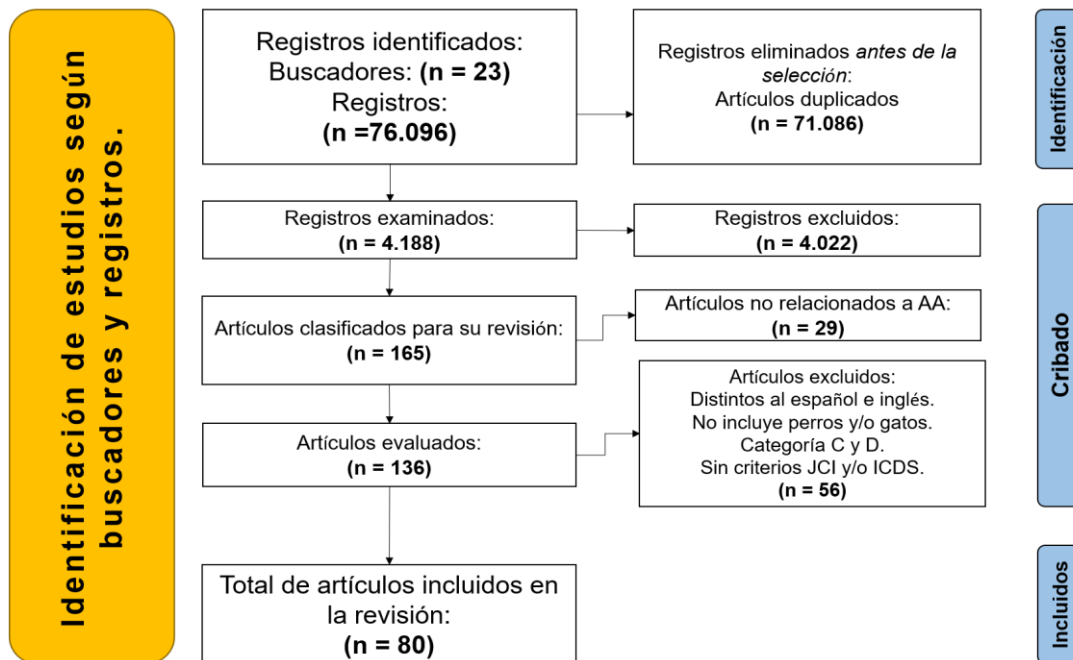 Identificación de estudios según
buscadores y registros.
Registros identificados:
Buscadores: (n = 23)
Registros:
(n =76.096)
Registros eliminados antes de la
selección:
Artículos duplicados
(n = 71.086)
Identificación
Registros examinados:
(n = 4.188)
Registros excluidos:
(n = 4.022)
Artículos clasificados para su revisión:
(n = 165)
Artículos no relacionados a AA:
(n = 29)
Artículos evaluados:
(n = 136)
Artículos excluidos:
Distintos al español e inglés.
No incluye perros y/o gatos.
Categoría C y D.
Sin criterios JCI y/o ICDS.
(n = 56)
Cribado
Total de artículos incluidos en
la revisión:
(n = 80)
Incluidos